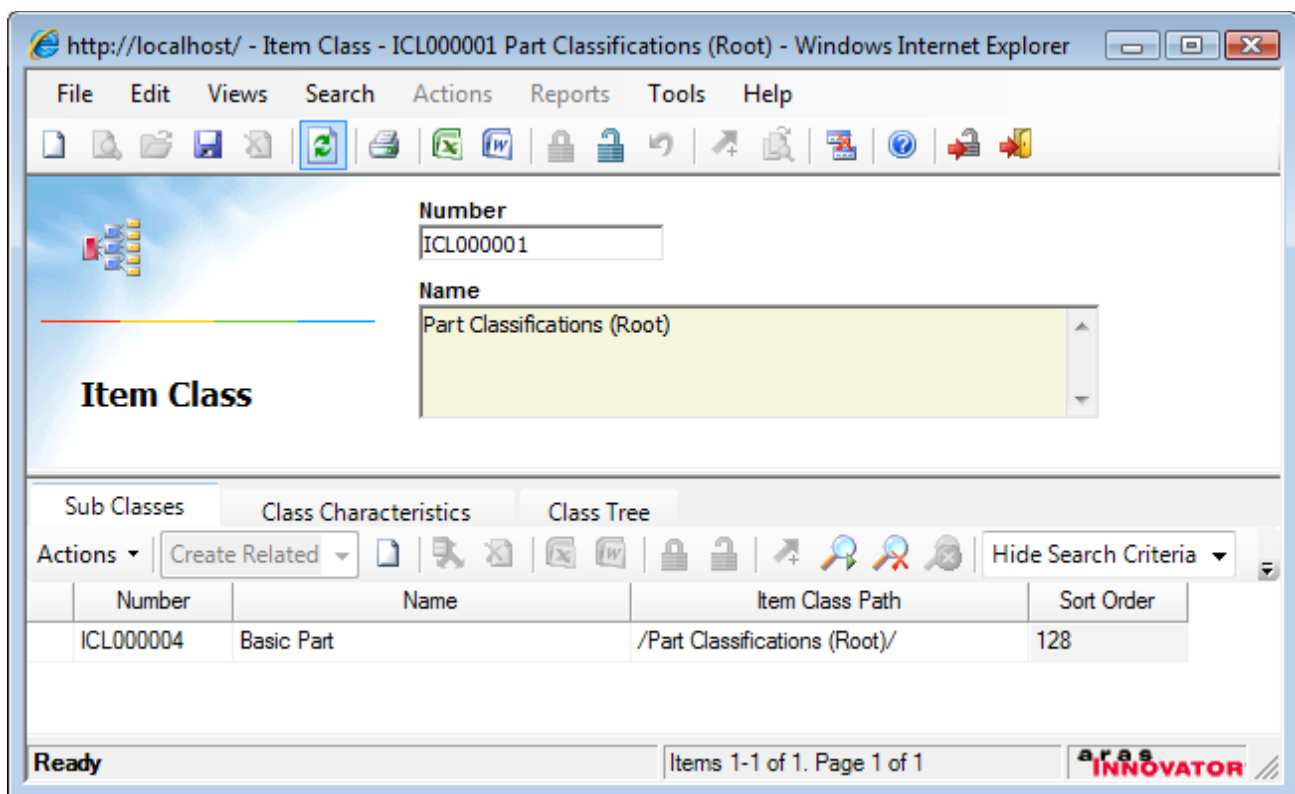 http://localhost/ - Item Class - ICL000001 Part Classifications (Root) - Windows Internet Explorer
File Edit Views Search Actions Reports Tools Help
Number
ICL000001
Name
Part Classifications (Root)
Item Class
Sub Classes Class Characteristics Class Tree
Actions Create Related Hide Search Criteria
Number Name Item Class Path Sort Order
ICL000004 Basic Part /Part Classifications (Root)/ 128
Ready Items 1-1 of 1. Page 1 of 1 aras INNOVATOR